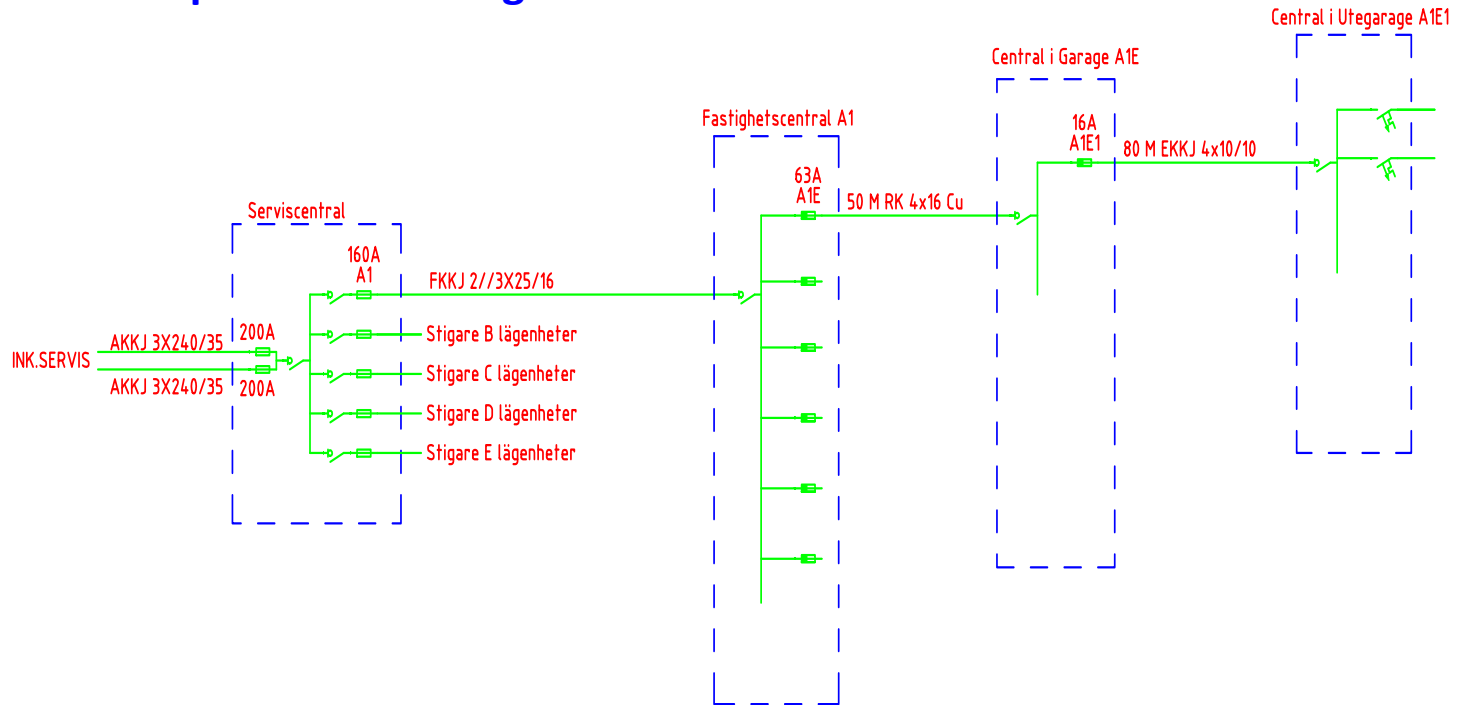 Central i Utegarage A1E1
Central i Garage A1E
Fastighetscentral A1
16A
A1E1
80 M EKKJ 4x10/10
63A
A1E
50 M RK 4x16 Cu
Serviscentral
160A
A1
FKKJ 2//3X25/16
INK.SERVIS
AKKJ 3X240/35
200A
AKKJ 3X240/35
200A
Stigare B lägenheter
Stigare C lägenheter
Stigare D lägenheter
Stigare E lägenheter